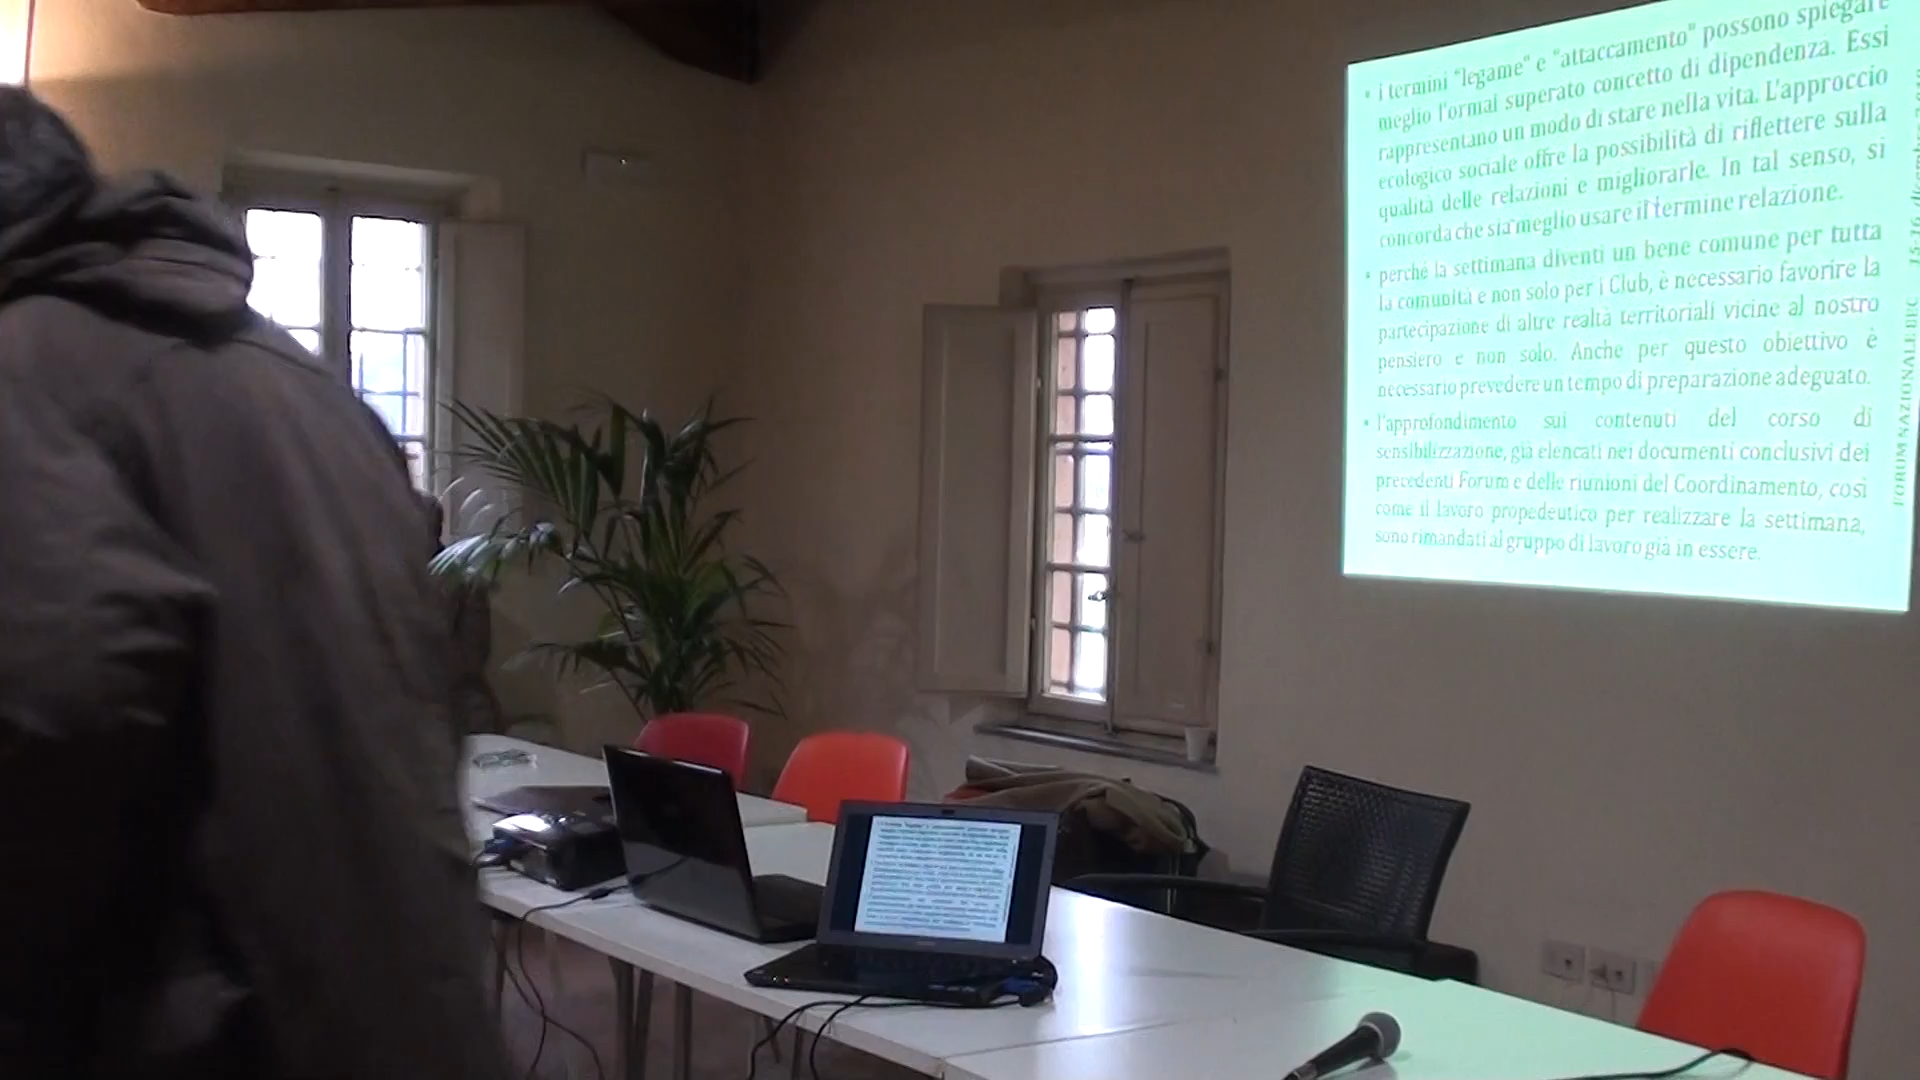 • i termini "legame" e "attaccamento" possono spiegare
meglio l'ormai superato concetto di dipendenza. Essi
rappresentano un modo di stare nella vita. L'approccio
ecologico sociale offre la possibilità di riflettere sulla
qualità delle relazioni e migliorarle. In tal senso, si
concorda che sia meglio usare il termine relazione.
• perché la settimana diventi un bene comune per tutta
la comunità e non solo per i Club, è necessario favorire la
partecipazione di altre realtà territoriali vicine al nostro
pensiero e non solo. Anche per questo obiettivo è
necessario prevedere un tempo di preparazione adeguato.
• l'approfondimento sui contenuti del corso di
sensibilizzazione, già elencati nei documenti conclusivi dei
precedenti Forum e delle riunioni del Coordinamento, così
come il lavoro propedeutico per realizzare la settimana,
sono rimandati al gruppo di lavoro già in essere.
FORUM NAZIONALE 15-16 dicembre